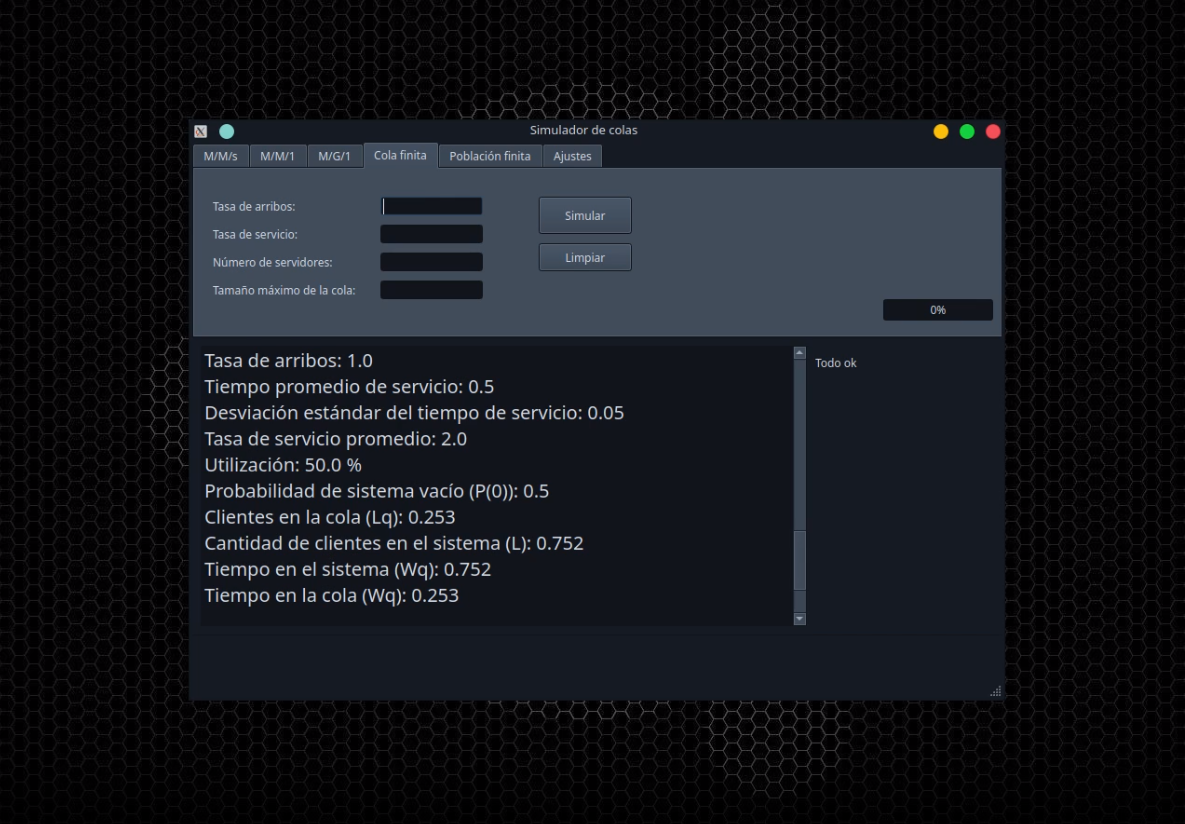 Simulador de colas
M/M/s
M/M/1
M/G/1
Cola finita
Población finita
Ajustes
Tasa de arribos:
Simular
Tasa de servicio:
Limpiar
Número de servidores:
Tamaño máximo de la cola:
0%
Tasa de arribos: 1.0
Todo ok
Tiempo promedio de servicio: 0.5
Desviación estándar del tiempo de servicio: 0.05
Tasa de servicio promedio: 2.0
Utilización: 50.0 %
Probabilidad de sistema vacío (P(0)): 0.5
Clientes en la cola (Lq): 0.253
Cantidad de clientes en el sistema (L): 0.752
Tiempo en el sistema (Wq): 0.752
Tiempo en la cola (Wq): 0.253